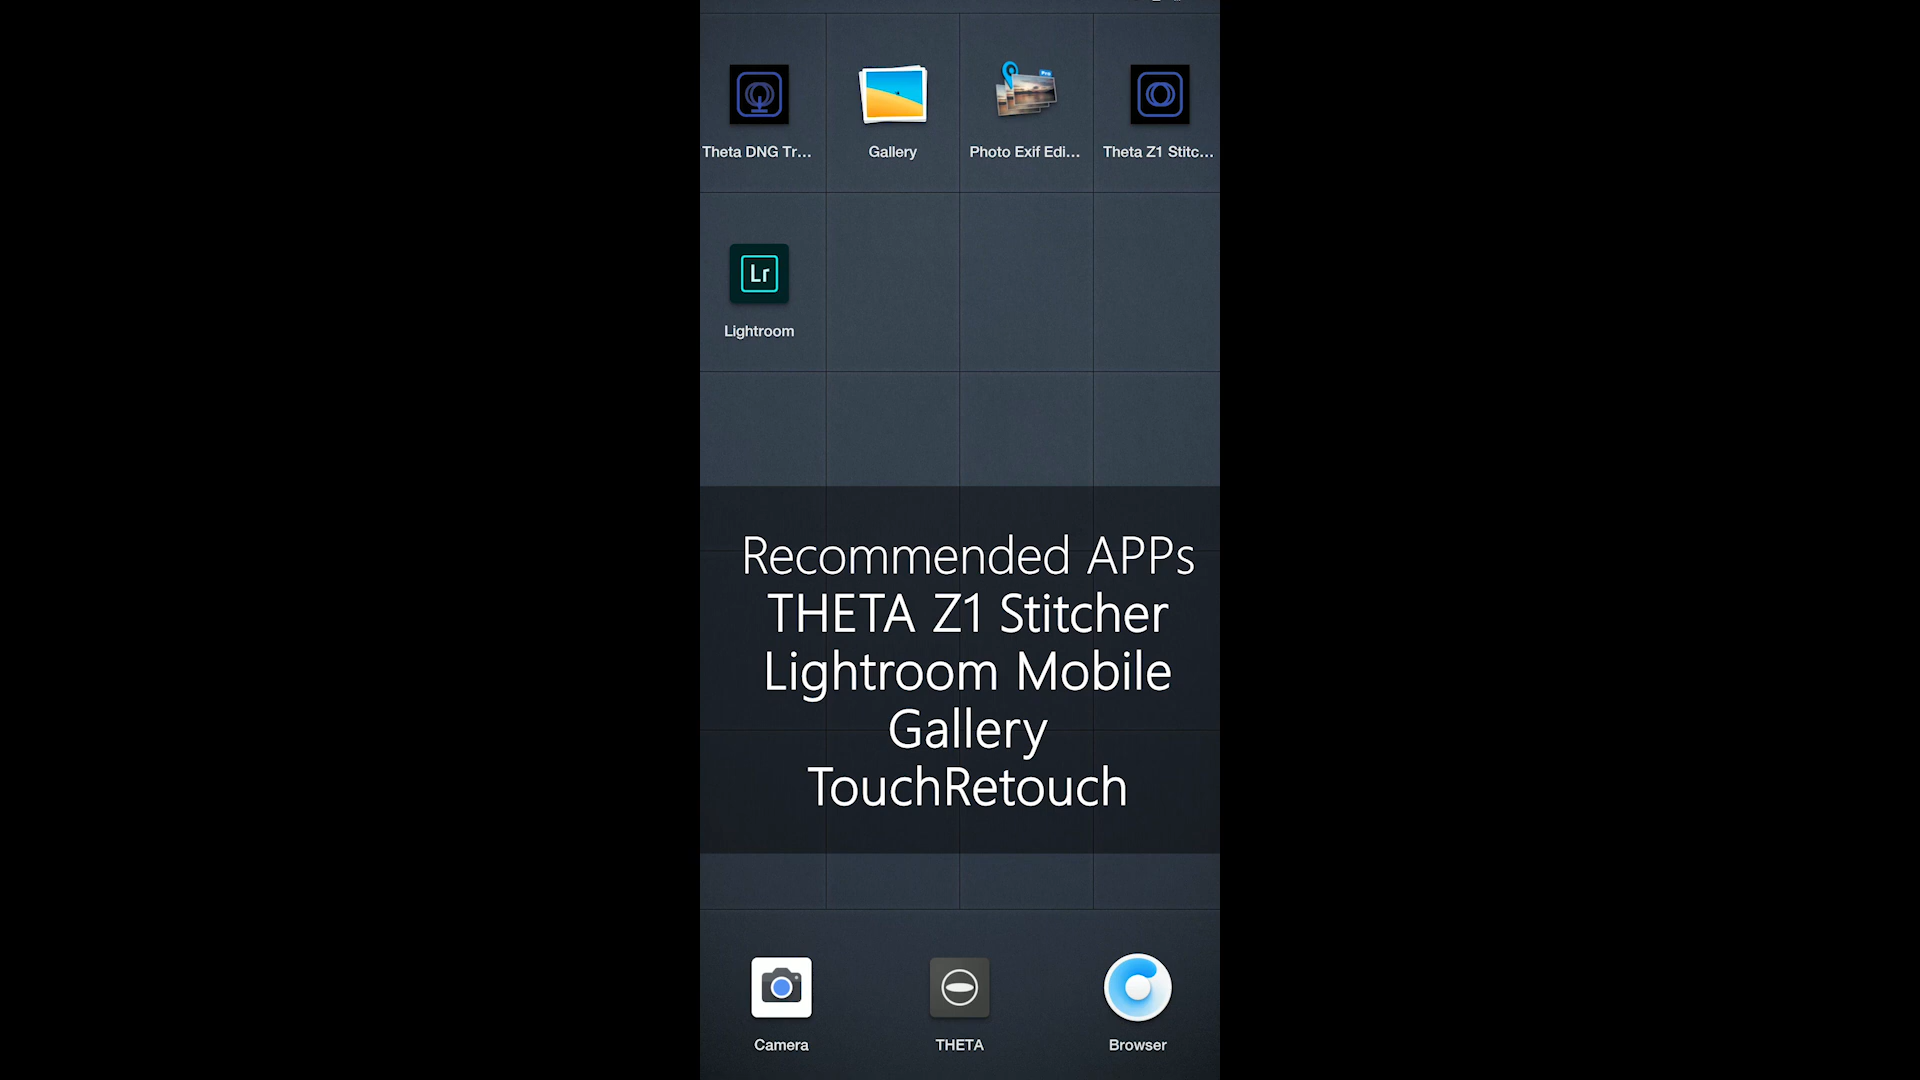 Theta DNG Tr...
Gallery
Pro
Photo Exif Edi...
Theta Z1 Stitc...
Lr
Lightroom
Recommended APPs
THETA Z1 Stitcher
Lightroom Mobile
Gallery
TouchRetouch
Camera
THETA
Browser